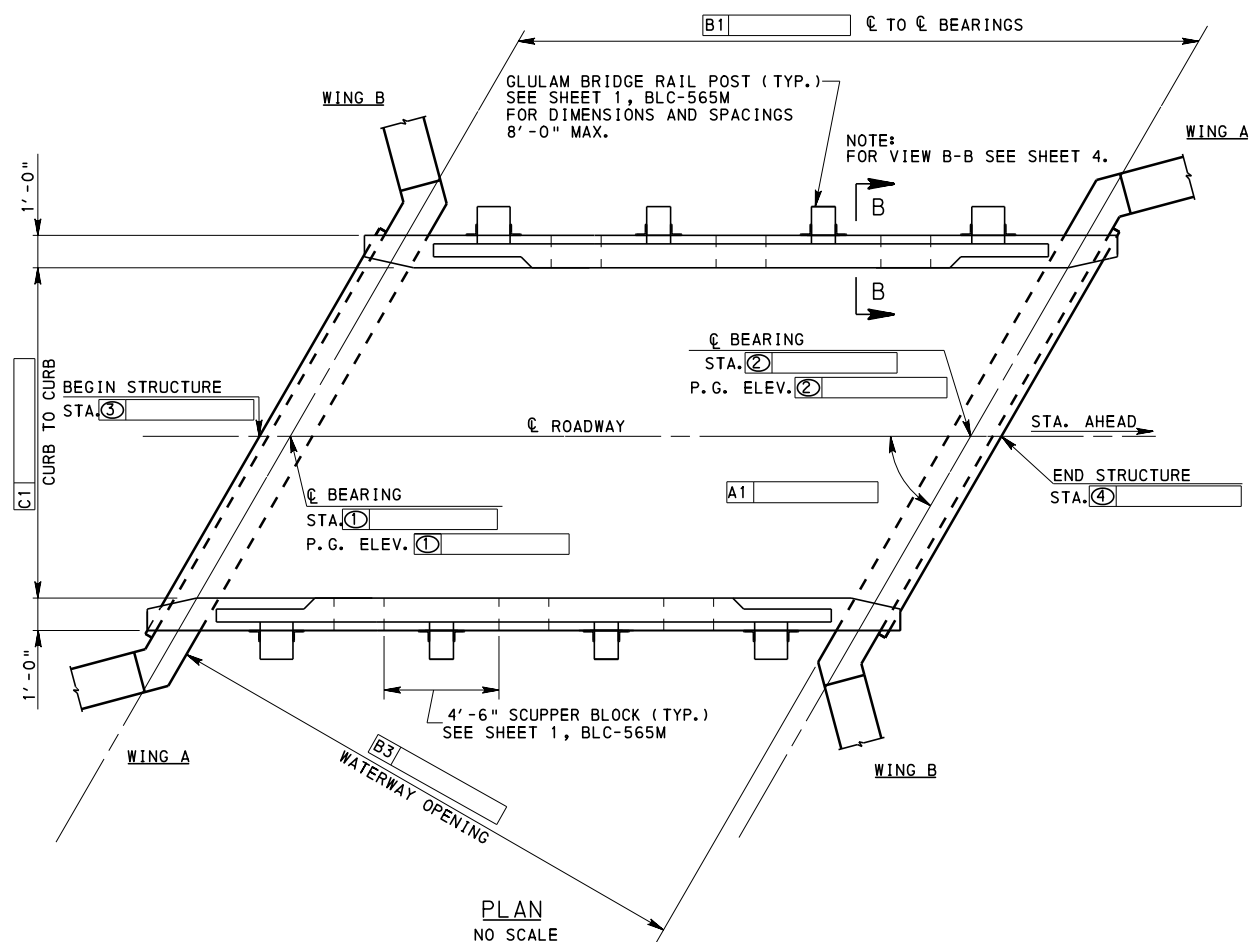 B1 ℄ TO ℄ BEARINGS
GLULAM BRIDGE RAIL POST (TYP.)
SEE SHEET 1, BLC-565M
FOR DIMENSIONS AND SPACINGS
8'-0" MAX.
WING B
NOTE:
FOR VIEW B-B SEE SHEET 4.
WING A
1'-0"
B
B
℄ BEARING
STA. 2
P.G. ELEV. 2
BEGIN STRUCTURE
STA. 3
C1
CURB TO CURB
℄ ROADWAY
STA. AHEAD
℄ BEARING
STA. 1
P.G. ELEV. 1
A1
END STRUCTURE
STA. 4
1'-0"
4'-6" SCUPPER BLOCK (TYP.)
SEE SHEET 1, BLC-565M
WING A
B3
WATERWAY OPENING
WING B
PLAN
NO SCALE